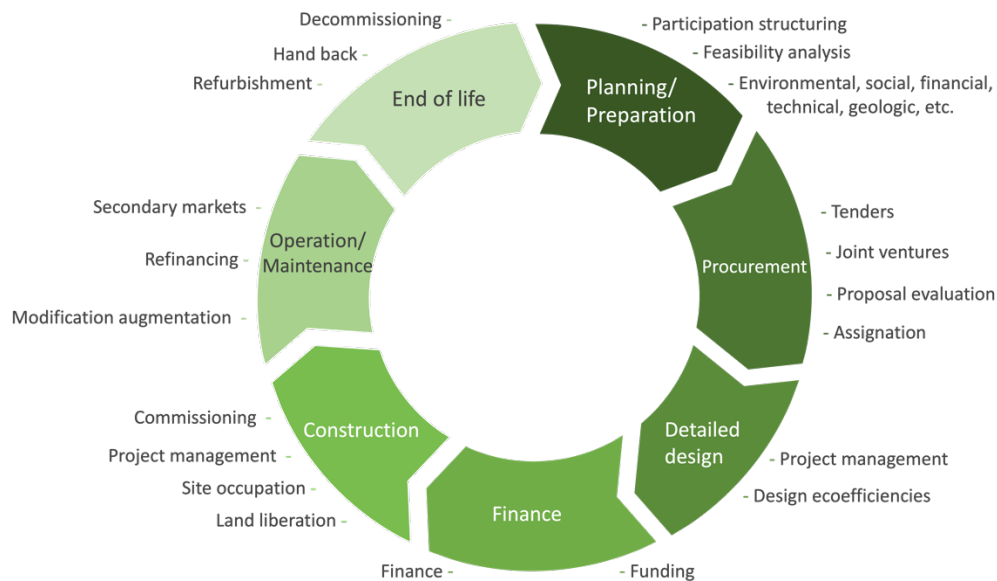 Decommissioning -
Hand back -
Refurbishment -
End of life
Planning/
Preparation
- Participation structuring
- Feasibility analysis
- Environmental, social, financial,
technical, geologic, etc.
Procurement
- Tenders
- Joint ventures
- Proposal evaluation
- Assignation
Detailed
design
- Project management
- Design ecoefficiencies
Finance
- Funding
Finance -
Construction
Commissioning -
Project management -
Site occupation -
Land liberation -
Operation/
Maintenance
Secondary markets -
Refinancing -
Modification augmentation -